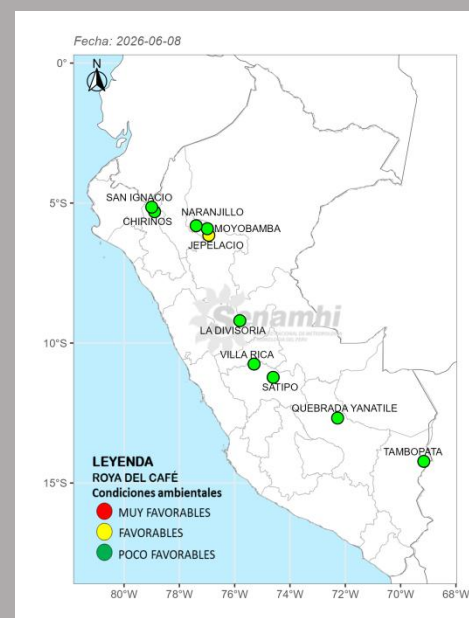 Fecha: 2026-06-08
N
0°
5°S
10°S
15°S
SAN IGNACIO
CHIRINOS
NARANJILLO
MOYOBAMBA
JEPELACIO
Senamhi
LA DIVISORIA
VILLA RICA
SATIPO
QUEBRADA YANATILE
TAMBOPATA
LEYENDA
ROYA DEL CAFÉ
Condiciones ambientales
MUY FAVORABLES
FAVORABLES
POCO FAVORABLES
80°W 78°W 76°W 74°W 72°W 70°W 68°W